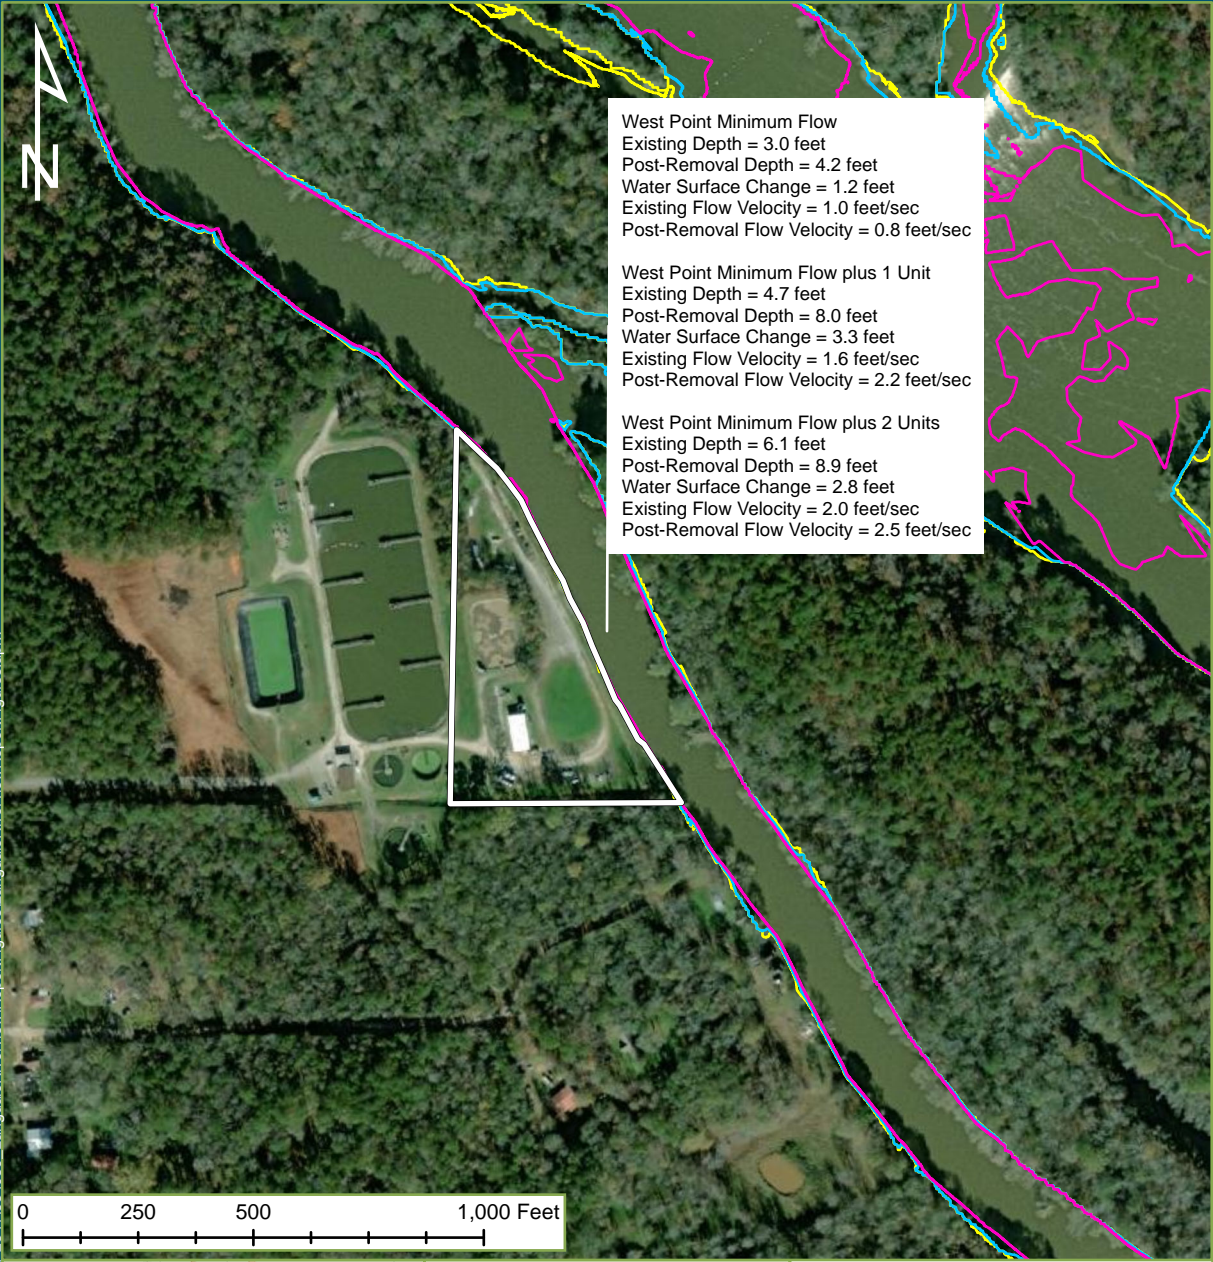 N
West Point Minimum Flow
Existing Depth = 3.0 feet
Post-Removal Depth = 4.2 feet
Water Surface Change = 1.2 feet
Existing Flow Velocity = 1.0 feet/sec
Post-Removal Flow Velocity = 0.8 feet/sec
West Point Minimum Flow plus 1 Unit
Existing Depth = 4.7 feet
Post-Removal Depth = 8.0 feet
Water Surface Change = 3.3 feet
Existing Flow Velocity = 1.6 feet/sec
Post-Removal Flow Velocity = 2.2 feet/sec
West Point Minimum Flow plus 2 Units
Existing Depth = 6.1 feet
Post-Removal Depth = 8.9 feet
Water Surface Change = 2.8 feet
Existing Flow Velocity = 2.0 feet/sec
Post-Removal Flow Velocity = 2.5 feet/sec
0 250 500 1,000 Feet